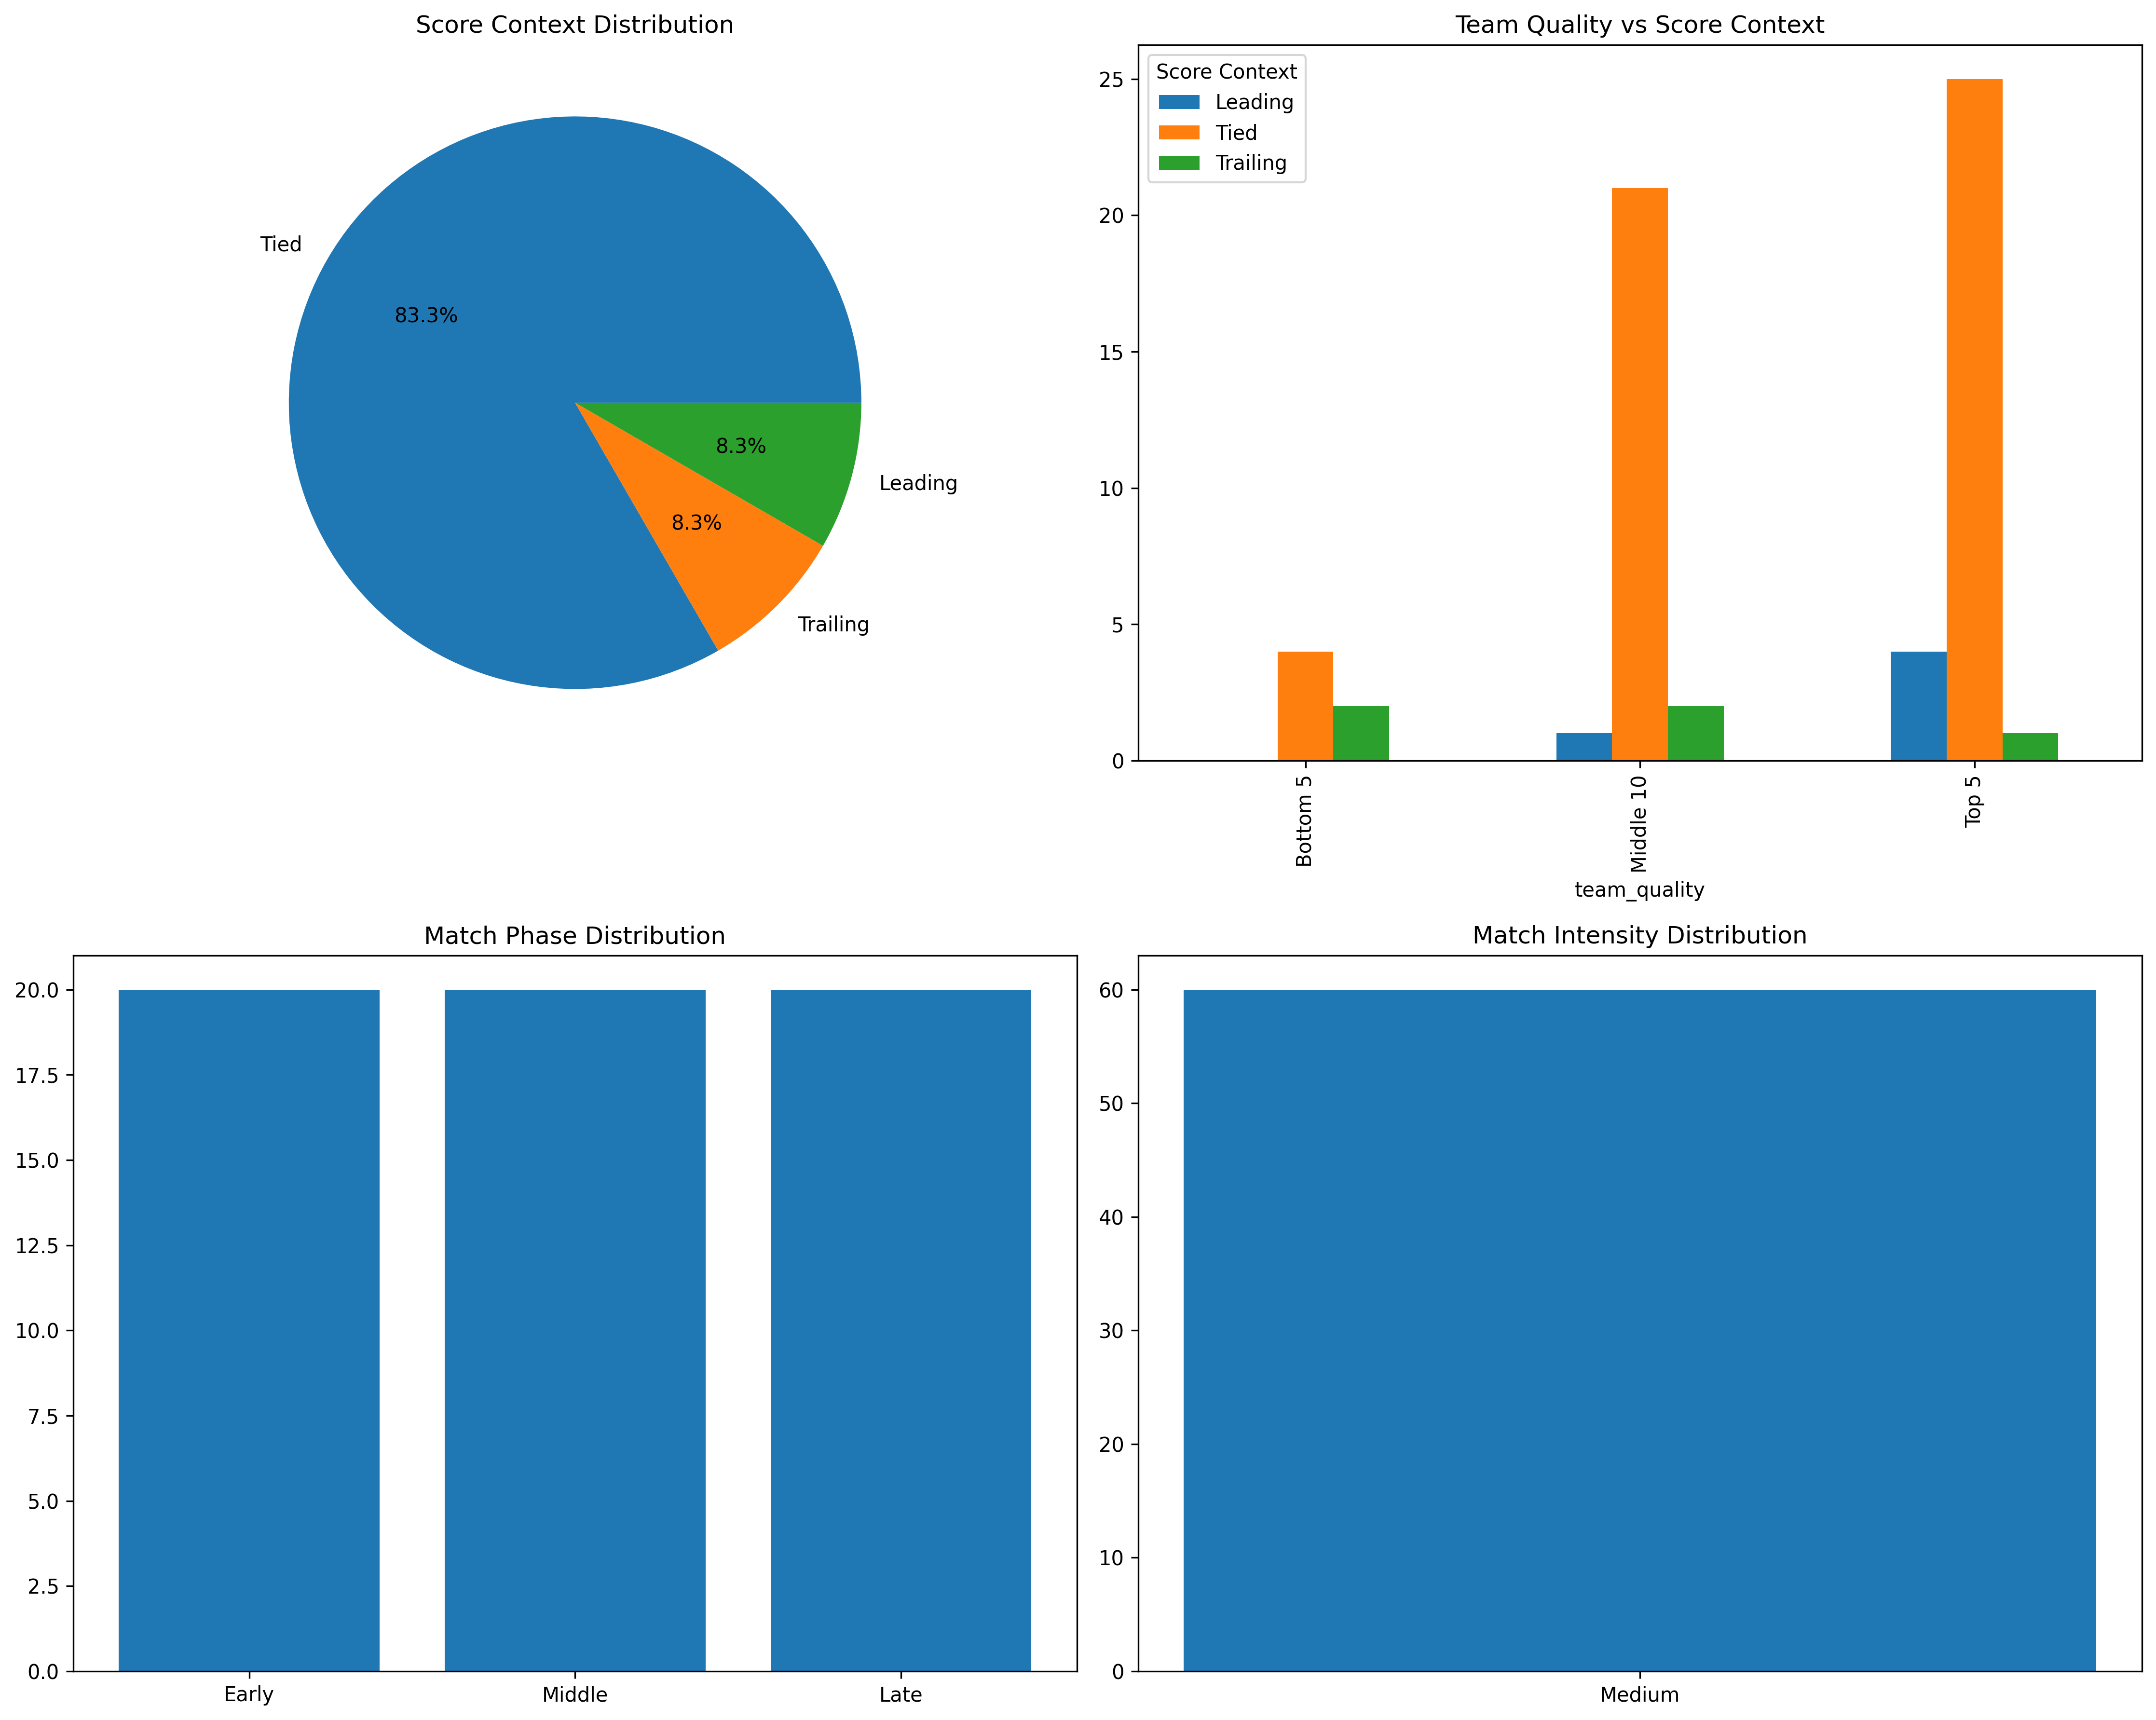 Score Context Distribution
Tied
83.3%
8.3%
Leading
8.3%
Trailing
Team Quality vs Score Context
Score Context
Leading
Tied
Trailing
25
20
15
10
5
0
Bottom 5
Middle 10
Top 5
team_quality
Match Phase Distribution
20.0
17.5
15.0
12.5
10.0
7.5
5.0
2.5
0.0
Early Middle Late
Match Intensity Distribution
60
50
40
30
20
10
0
Medium